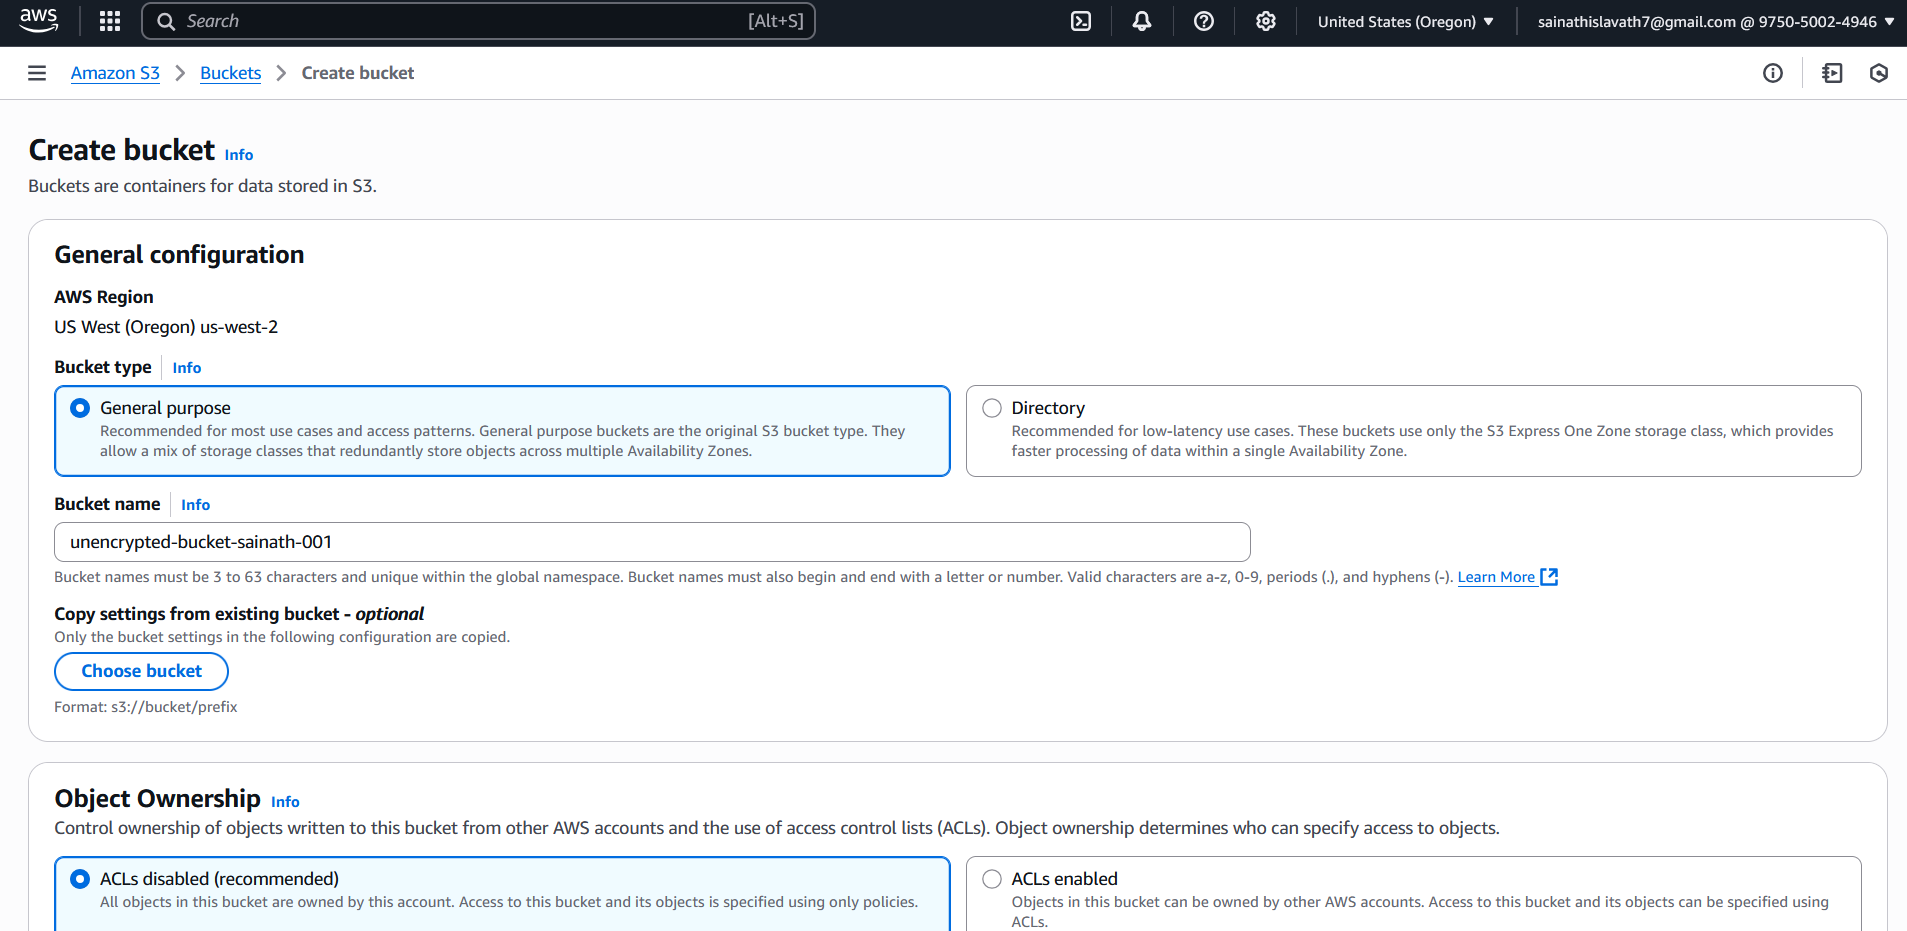 aws
Search [Alt+S]
United States (Oregon) ▼
sainathislavath7@gmail.com @ 9750-5002-4946 ▼
Amazon S3 > Buckets > Create bucket
Create bucket Info
Buckets are containers for data stored in S3.
General configuration
AWS Region
US West (Oregon) us-west-2
Bucket type Info
General purpose
Recommended for most use cases and access patterns. General purpose buckets are the original S3 bucket type. They
allow a mix of storage classes that redundantly store objects across multiple Availability Zones.
Directory
Recommended for low-latency use cases. These buckets use only the S3 Express One Zone storage class, which provides
faster processing of data within a single Availability Zone.
Bucket name Info
unencrypted-bucket-sainath-001
Bucket names must be 3 to 63 characters and unique within the global namespace. Bucket names must also begin and end with a letter or number. Valid characters are a-z, 0-9, periods (.), and hyphens (-). Learn More
Copy settings from existing bucket - optional
Only the bucket settings in the following configuration are copied.
Choose bucket
Format: s3://bucket/prefix
Object Ownership Info
Control ownership of objects written to this bucket from other AWS accounts and the use of access control lists (ACLs). Object ownership determines who can specify access to objects.
ACLs disabled (recommended)
All objects in this bucket are owned by this account. Access to this bucket and its objects is specified using only policies.
ACLs enabled
Objects in this bucket can be owned by other AWS accounts. Access to this bucket and its objects can be specified using
ACLs.